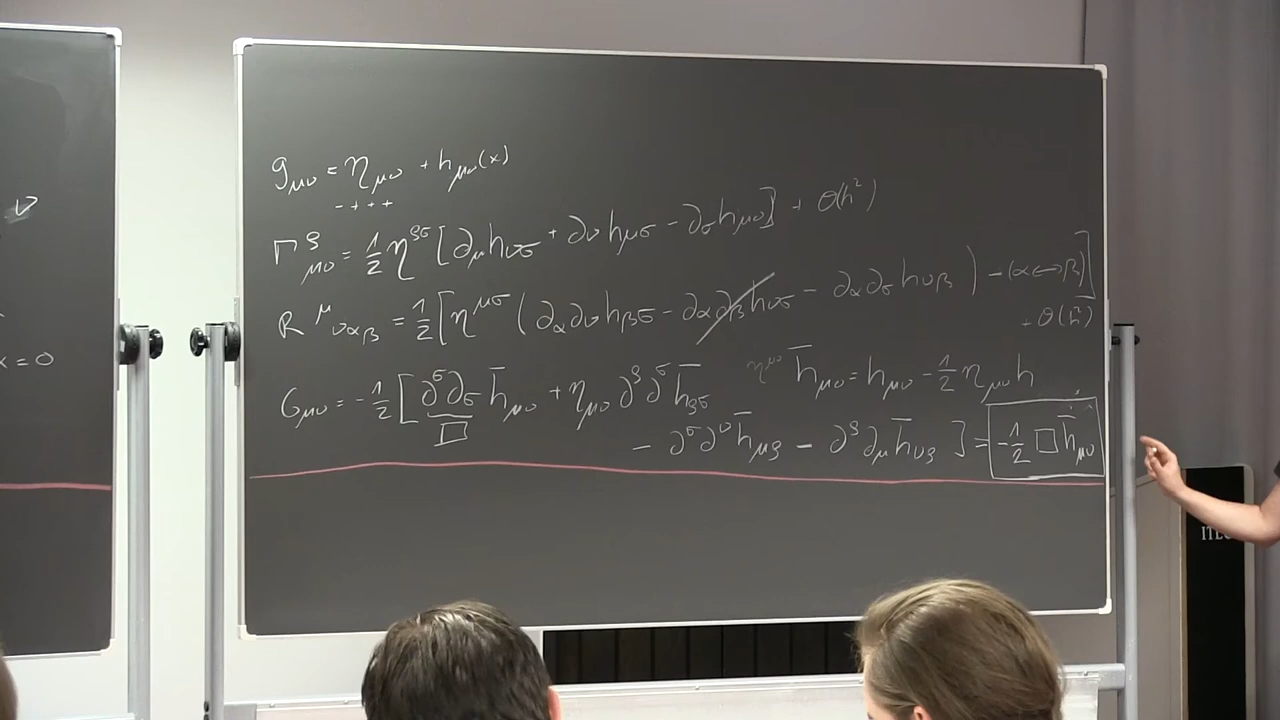 g_{μν} = η_{μν} + h_{μν}(x)
- + + +
Γ^ρ_{μν} = 1/2 η^{ρσ} [∂_μ h_{νσ} + ∂_ν h_{μσ} - ∂_σ h_{μν}] + O(h²)
R^μ_{ναβ} = 1/2 [η^{μσ} (∂_α ∂_ν h_{βσ} - ∂_α ∂_β h_{νσ} - ∂_α ∂_σ h_{νβ}) - (α ↔ β)]
+ O(h²)
η^{μν} h̄_{μν} = h_{μν} - 1/2 η_{μν} h
G_{μν} = - 1/2 [∂^σ ∂_σ h̄_{μν} + η_{μν} ∂^ρ ∂^σ h̄_{ρσ}
□
- ∂^σ ∂^ν h̄_{μρ} - ∂^ρ ∂_μ h̄_{νρ}] = - 1/2 □ h̄_{μν}
x = 0